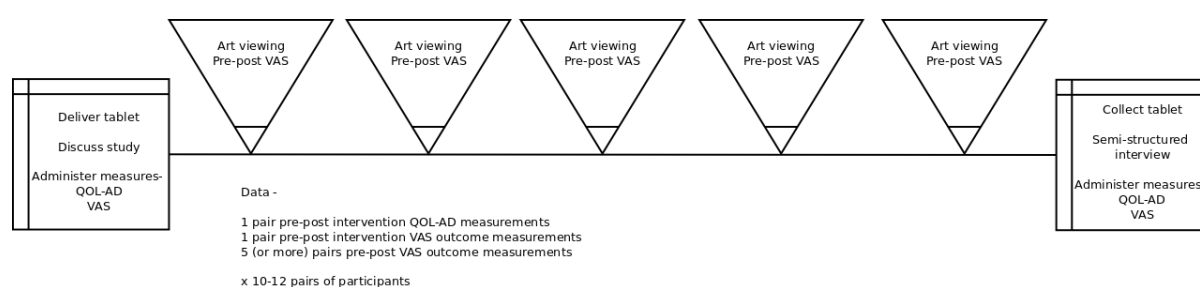 Art viewing
Pre-post VAS
Art viewing
Pre-post VAS
Art viewing
Pre-post VAS
Art viewing
Pre-post VAS
Art viewing
Pre-post VAS
Deliver tablet
Discuss study
Administer measures-
QOL-AD
VAS
Collect tablet
Semi-structured
interview
Administer measures
QOL-AD
VAS
Data -
1 pair pre-post intervention QOL-AD measurements
1 pair pre-post intervention VAS outcome measurements
5 (or more) pairs pre-post VAS outcome measurements
x 10-12 pairs of participants